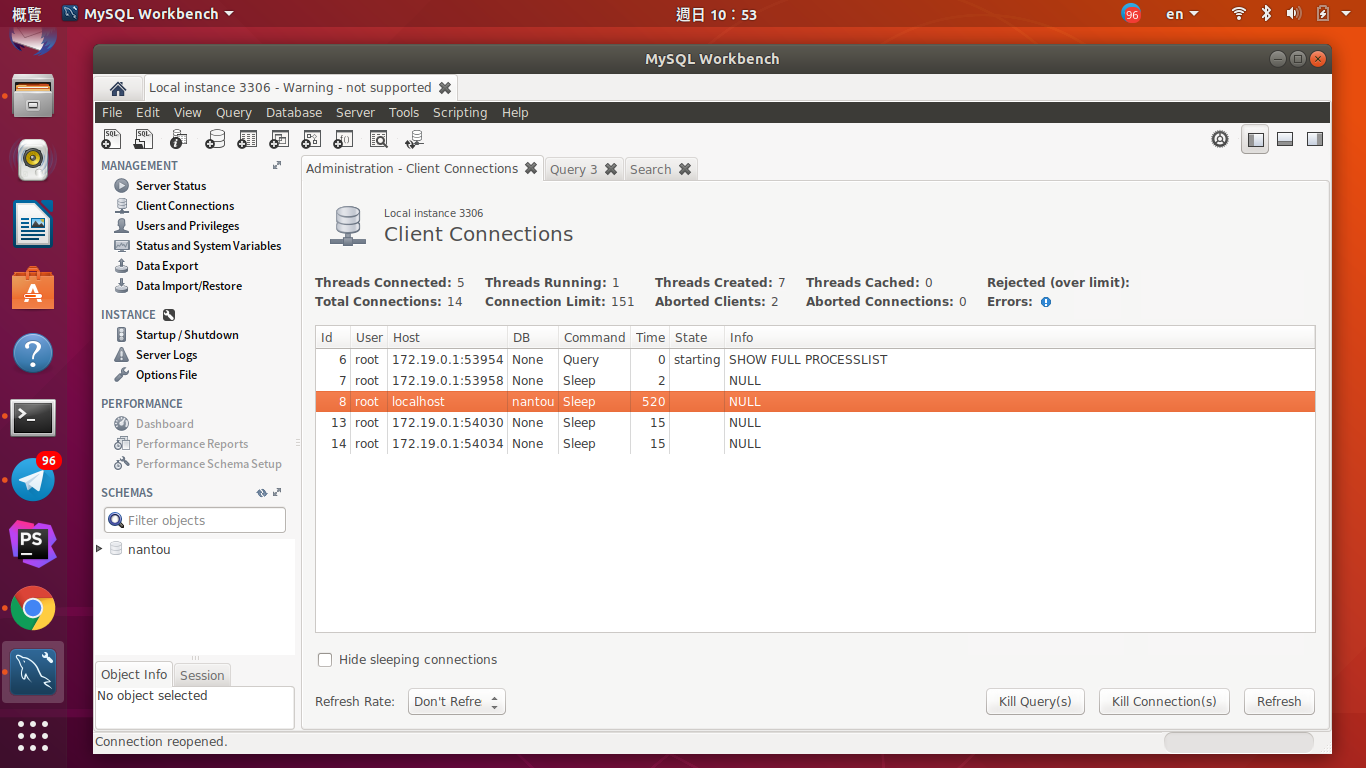 概覽 MySQL Workbench 週日 10：53 96 en
MySQL Workbench
Local instance 3306 - Warning - not supported
File Edit View Query Database Server Tools Scripting Help
MANAGEMENT
Server Status
Client Connections
Users and Privileges
Status and System Variables
Data Export
Data Import/Restore
INSTANCE
Startup / Shutdown
Server Logs
Options File
PERFORMANCE
Dashboard
Performance Reports
Performance Schema Setup
SCHEMAS
Filter objects
nantou
Object Info Session
No object selected
Connection reopened.
96
PS
Administration - Client Connections Query 3 Search
Local instance 3306
Client Connections
Threads Connected: 5 Threads Running: 1 Threads Created: 7 Threads Cached: 0 Rejected (over limit):
Total Connections: 14 Connection Limit: 151 Aborted Clients: 2 Aborted Connections: 0 Errors:
Id User Host DB Command Time State Info
6 root 172.19.0.1:53954 None Query 0 starting SHOW FULL PROCESSLIST
7 root 172.19.0.1:53958 None Sleep 2 NULL
8 root localhost nantou Sleep 520 NULL
13 root 172.19.0.1:54030 None Sleep 15 NULL
14 root 172.19.0.1:54034 None Sleep 15 NULL
Hide sleeping connections
Refresh Rate: Don't Refre Kill Query(s) Kill Connection(s) Refresh